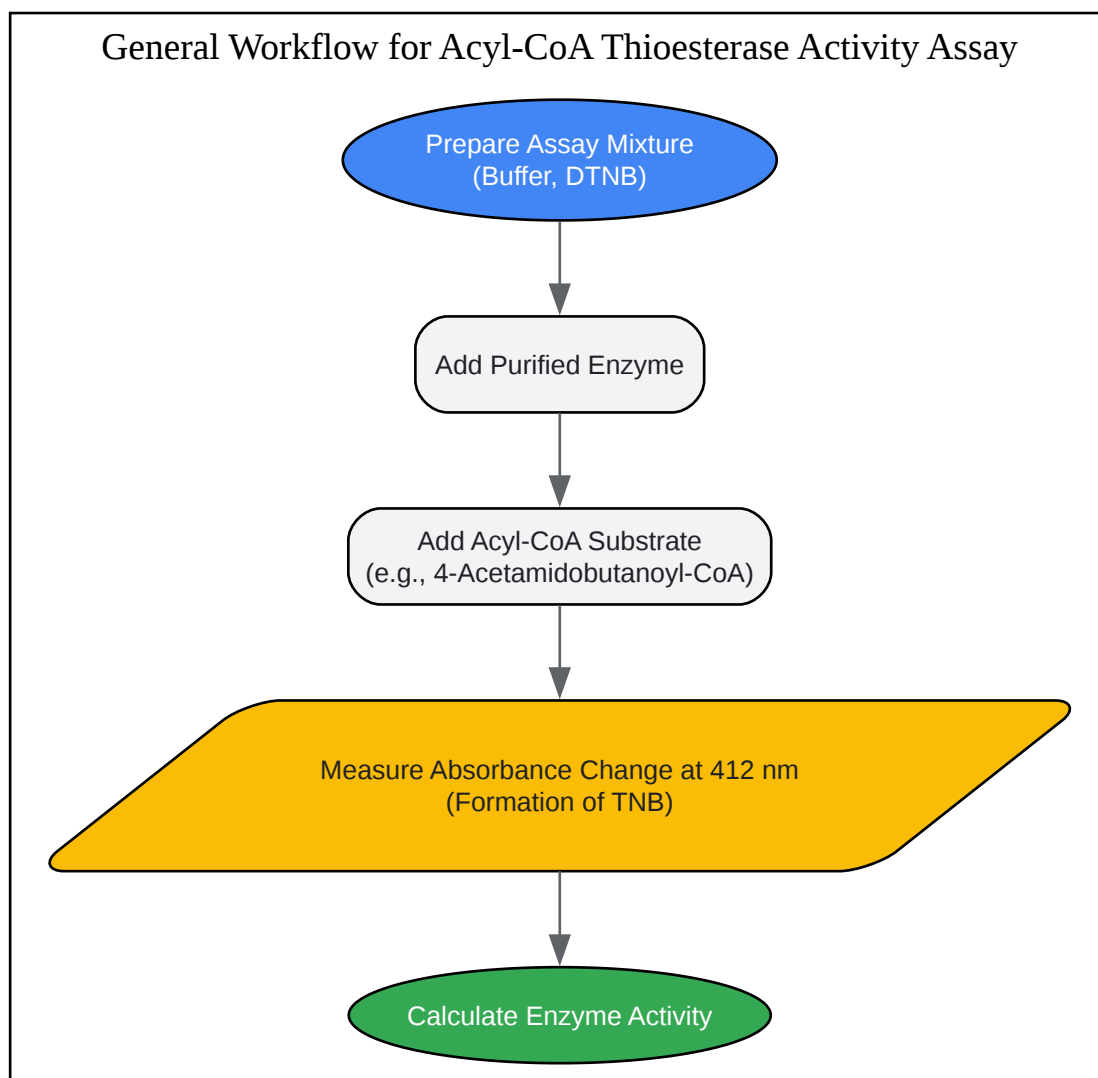 General Workflow for Acyl-CoA Thioesterase Activity Assay
Prepare Assay Mixture
(Buffer, DTNB)
Add Purified Enzyme
Add Acyl-CoA Substrate
(e.g., 4-Acetamidobutanoyl-CoA)
Measure Absorbance Change at 412 nm
(Formation of TNB)
Calculate Enzyme Activity